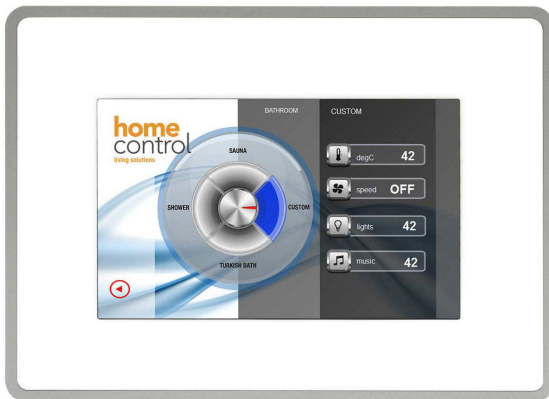 home
control
living solutions
BATHROOM
CUSTOM
SAUNA
SHOWER
CUSTOM
TURKISH BATH
degC 42
speed OFF
lights 42
music 42